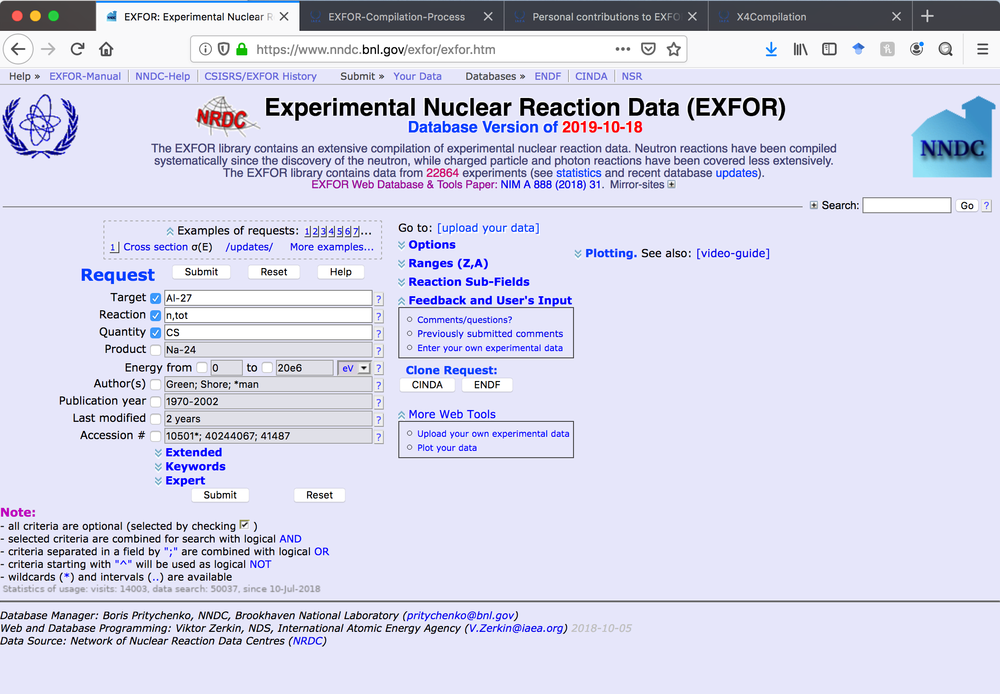 EXFOR: Experimental Nuclear R
EXFOR-Compilation-Process
Personal contributions to EXFO
X4Compilation
https://www.nndc.bnl.gov/exfor/exfor.htm
Help » EXFOR-Manual NNDC-Help CSISRS/EXFOR History Submit » Your Data Databases » ENDF CINDA NSR
NRDC
Experimental Nuclear Reaction Data (EXFOR)
Database Version of 2019-10-18
NNDC
The EXFOR library contains an extensive compilation of experimental nuclear reaction data. Neutron reactions have been compiled
systematically since the discovery of the neutron, while charged particle and photon reactions have been covered less extensively.
The EXFOR library contains data from 22864 experiments (see statistics and recent database updates).
EXFOR Web Database & Tools Paper: NIM A 888 (2018) 31. Mirror-sites
Search: Go ?
Examples of requests: 1 2 3 4 5 6 7 ...
1 Cross section σ(E) /updates/ More examples...
Request Submit Reset Help
Target Al-27 ?
Reaction n,tot ?
Quantity CS ?
Product Na-24 ?
Energy from 0 to 20e6 eV ?
Author(s) Green; Shore; *man ?
Publication year 1970-2002 ?
Last modified 2 years ?
Accession # 10501*; 40244067; 41487 ?
Extended
Keywords
Expert
Submit Reset
Go to: [upload your data]
Options
Ranges (Z,A)
Reaction Sub-Fields
Feedback and User's Input
Comments/questions?
Previously submitted comments
Enter your own experimental data
Clone Request:
CINDA ENDF
More Web Tools
Upload your own experimental data
Plot your data
Plotting. See also: [video-guide]
Note:
- all criteria are optional (selected by checking )
- selected criteria are combined for search with logical AND
- criteria separated in a field by ";" are combined with logical OR
- criteria starting with "^" will be used as logical NOT
- wildcards (*) and intervals (..) are available
Statistics of usage: visits: 14003, data search: 50037, since 10-Jul-2018
Database Manager: Boris Pritychenko, NNDC, Brookhaven National Laboratory (pritychenko@bnl.gov)
Web and Database Programming: Viktor Zerkin, NDS, International Atomic Energy Agency (V.Zerkin@iaea.org) 2018-10-05
Data Source: Network of Nuclear Reaction Data Centres (NRDC)